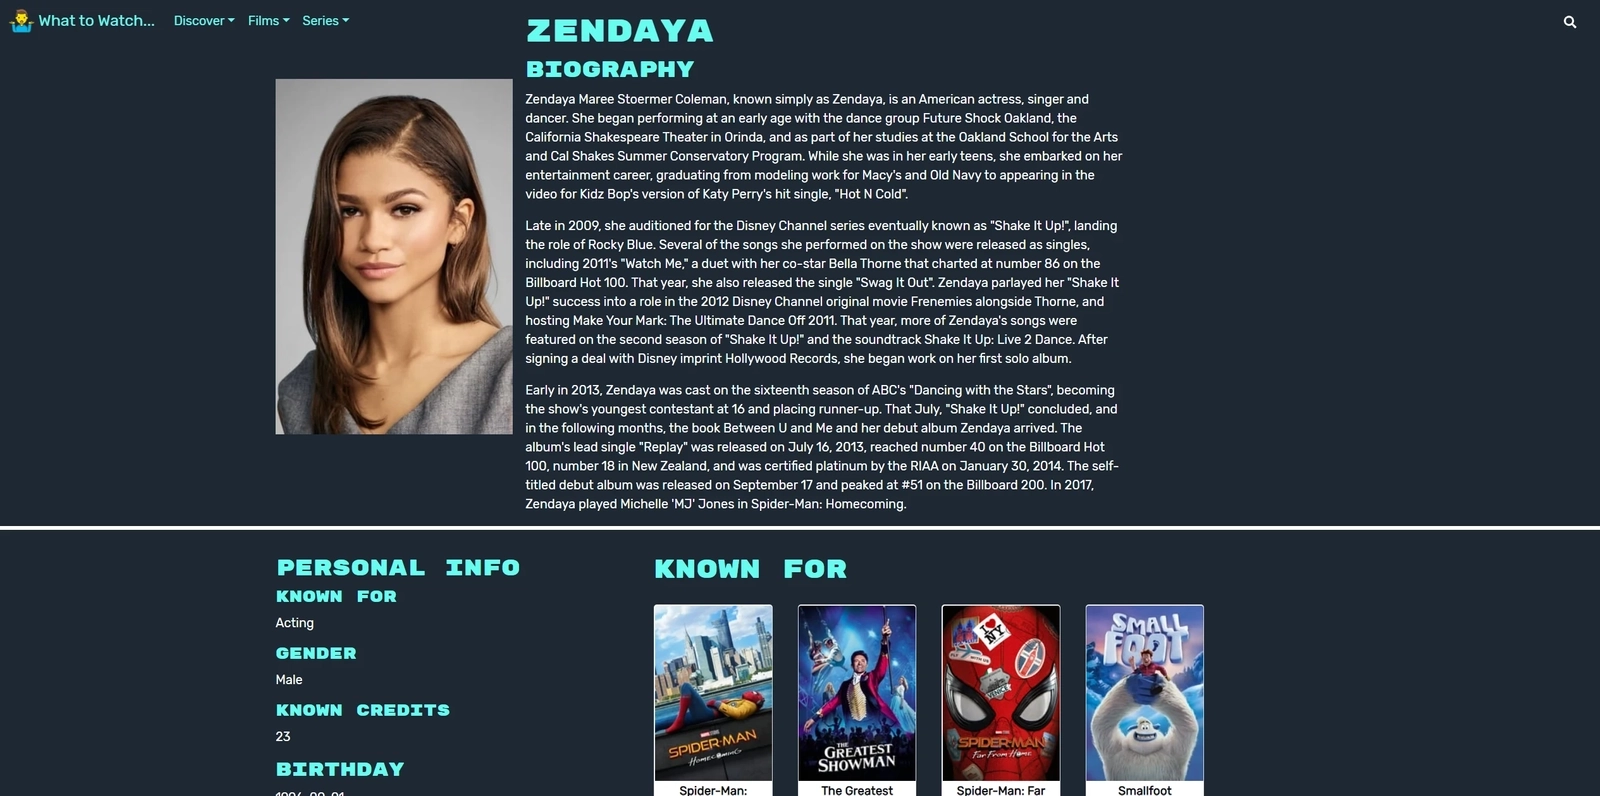 What to Watch... Discover Films Series
ZENDAYA
BIOGRAPHY
Zendaya Maree Stoermer Coleman, known simply as Zendaya, is an American actress, singer and
dancer. She began performing at an early age with the dance group Future Shock Oakland, the
California Shakespeare Theater in Orinda, and as part of her studies at the Oakland School for the Arts
and Cal Shakes Summer Conservatory Program. While she was in her early teens, she embarked on her
entertainment career, graduating from modeling work for Macy's and Old Navy to appearing in the
video for Kidz Bop's version of Katy Perry's hit single, "Hot N Cold".
Late in 2009, she auditioned for the Disney Channel series eventually known as "Shake It Up!", landing
the role of Rocky Blue. Several of the songs she performed on the show were released as singles,
including 2011's "Watch Me," a duet with her co-star Bella Thorne that charted at number 86 on the
Billboard Hot 100. That year, she also released the single "Swag It Out". Zendaya parlayed her "Shake It
Up!" success into a role in the 2012 Disney Channel original movie Frenemies alongside Thorne, and
hosting Make Your Mark: The Ultimate Dance Off 2011. That year, more of Zendaya's songs were
featured on the second season of "Shake It Up!" and the soundtrack Shake It Up: Live 2 Dance. After
signing a deal with Disney imprint Hollywood Records, she began work on her first solo album.
Early in 2013, Zendaya was cast on the sixteenth season of ABC's "Dancing with the Stars", becoming
the show's youngest contestant at 16 and placing runner-up. That July, "Shake It Up!" concluded, and
in the following months, the book Between U and Me and her debut album Zendaya arrived. The
album's lead single "Replay" was released on July 16, 2013, reached number 40 on the Billboard Hot
100, number 18 in New Zealand, and was certified platinum by the RIAA on January 30, 2014. The self-
titled debut album was released on September 17 and peaked at #51 on the Billboard 200. In 2017,
Zendaya played Michelle 'MJ' Jones in Spider-Man: Homecoming.
PERSONAL INFO
KNOWN FOR
Acting
GENDER
Male
KNOWN CREDITS
23
BIRTHDAY
KNOWN FOR
SPIDER-MAN
HOMECOMING
Spider-Man:
THE
GREATEST
SHOWMAN
The Greatest
I ♥
NY
VENICE
SPIDER-MAN
Far From Home
Spider-Man: Far
SMALL
FOOT
Smallfoot